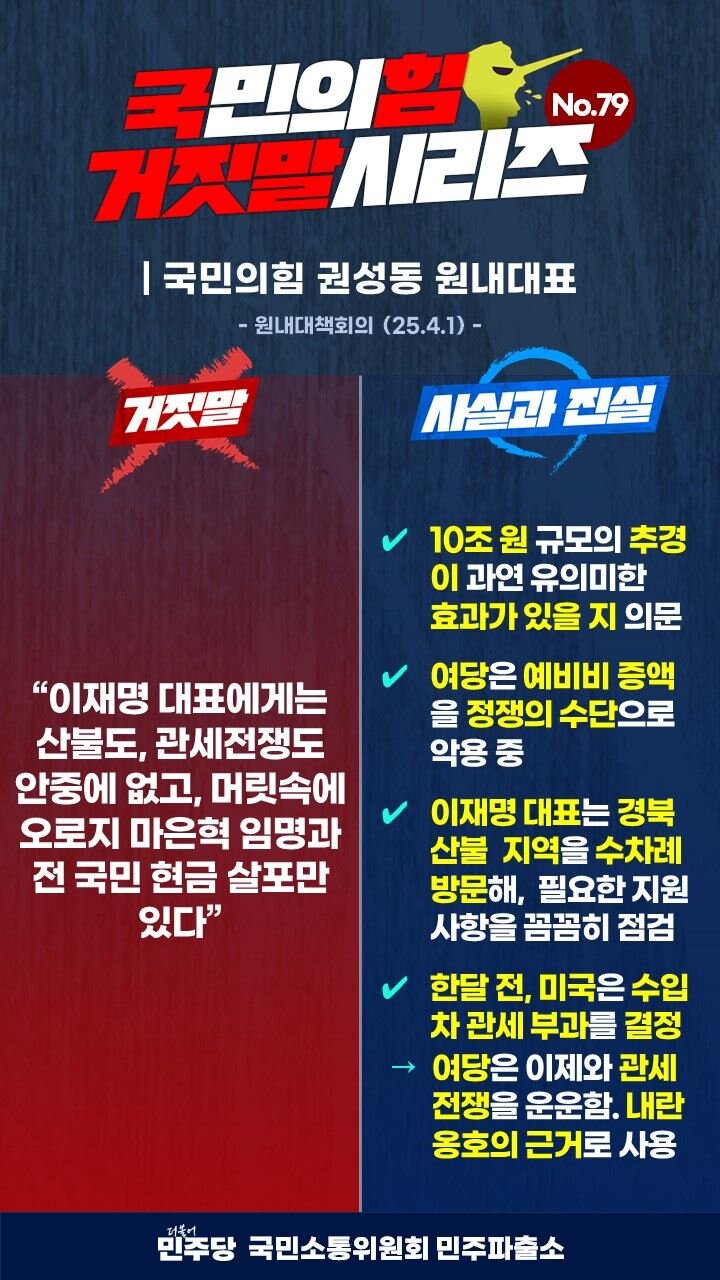 국민의힘
No.79
거짓말시리즈
| 국민의힘 권성동 원내대표
- 원내대책회의 (25.4.1) -
거짓말
“이재명 대표에게는
산불도, 관세전쟁도
안중에 없고, 머릿속에
오로지 마은혁 임명과
전 국민 현금 살포만
있다”
사실과 진실
✔ 10조 원 규모의 추경
이 과연 유의미한
효과가 있을 지 의문
✔ 여당은 예비비 증액
을 정쟁의 수단으로
악용 중
✔ 이재명 대표는 경북
산불 지역을 수차례
방문해, 필요한 지원
사항을 꼼꼼히 점검
✔ 한달 전, 미국은 수입
차 관세 부과를 결정
→ 여당은 이제와 관세
전쟁을 운운함. 내란
옹호의 근거로 사용
더불어
민주당 국민소통위원회 민주파출소